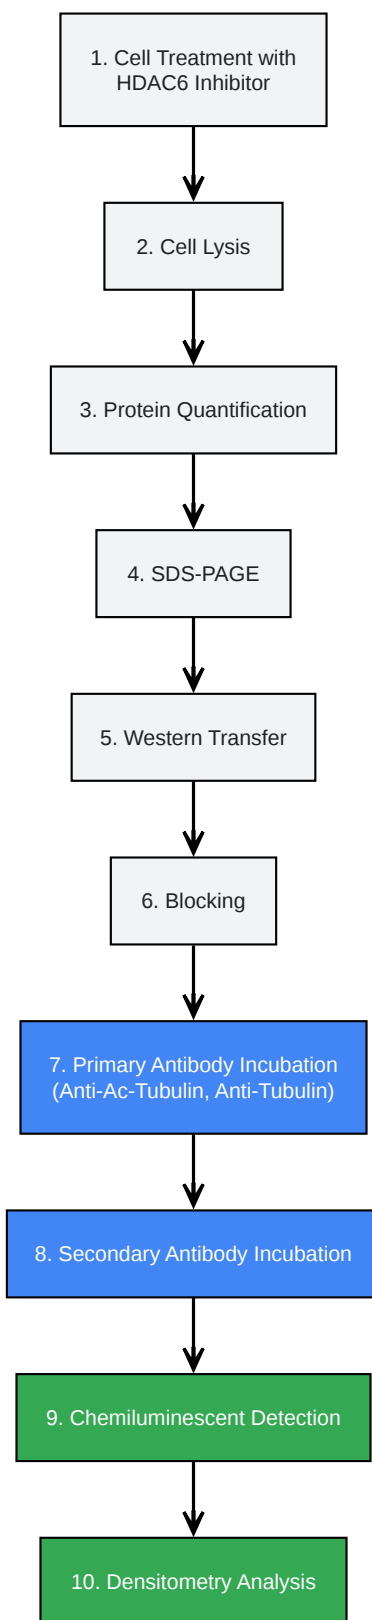 1. Cell Treatment with
HDAC6 Inhibitor
2. Cell Lysis
3. Protein Quantification
4. SDS-PAGE
5. Western Transfer
6. Blocking
7. Primary Antibody Incubation
(Anti-Ac-Tubulin, Anti-Tubulin)
8. Secondary Antibody Incubation
9. Chemiluminescent Detection
10. Densitometry Analysis